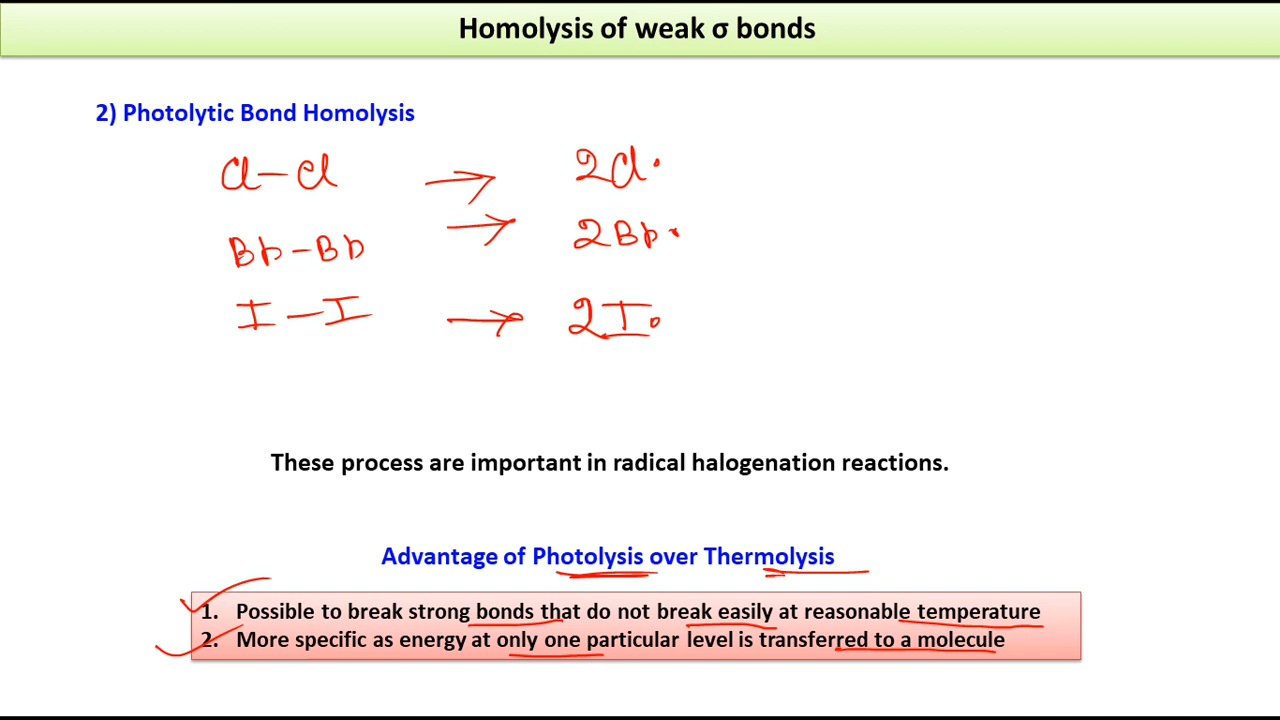 Homolysis of weak σ bonds
2) Photolytic Bond Homolysis
Cl – Cl → 2Cl•
Br – Br → 2Br•
I – I → 2I•
These process are important in radical halogenation reactions.
Advantage of Photolysis over Thermolysis
1. Possible to break strong bonds that do not break easily at reasonable temperature
2. More specific as energy at only one particular level is transferred to a molecule